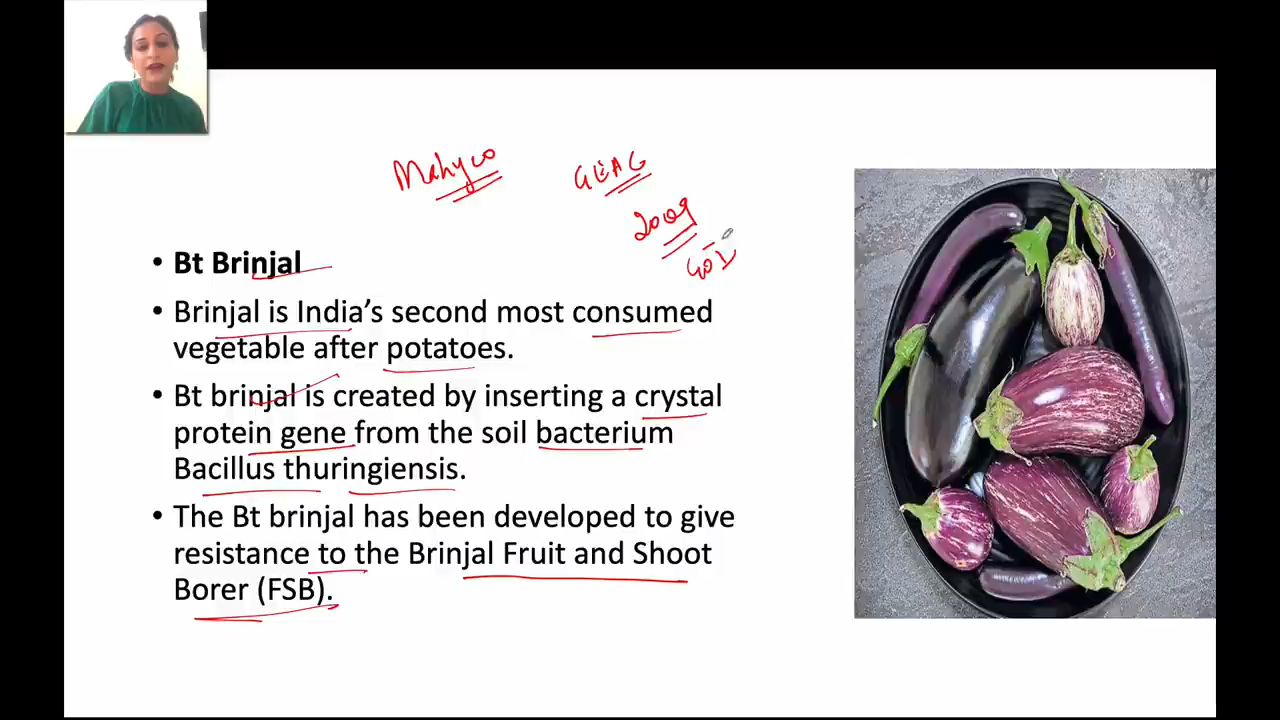 Mahyco
GEAC
2009
GOI
• Bt Brinjal
• Brinjal is India's second most consumed
vegetable after potatoes.
• Bt brinjal is created by inserting a crystal
protein gene from the soil bacterium
Bacillus thuringiensis.
• The Bt brinjal has been developed to give
resistance to the Brinjal Fruit and Shoot
Borer (FSB).